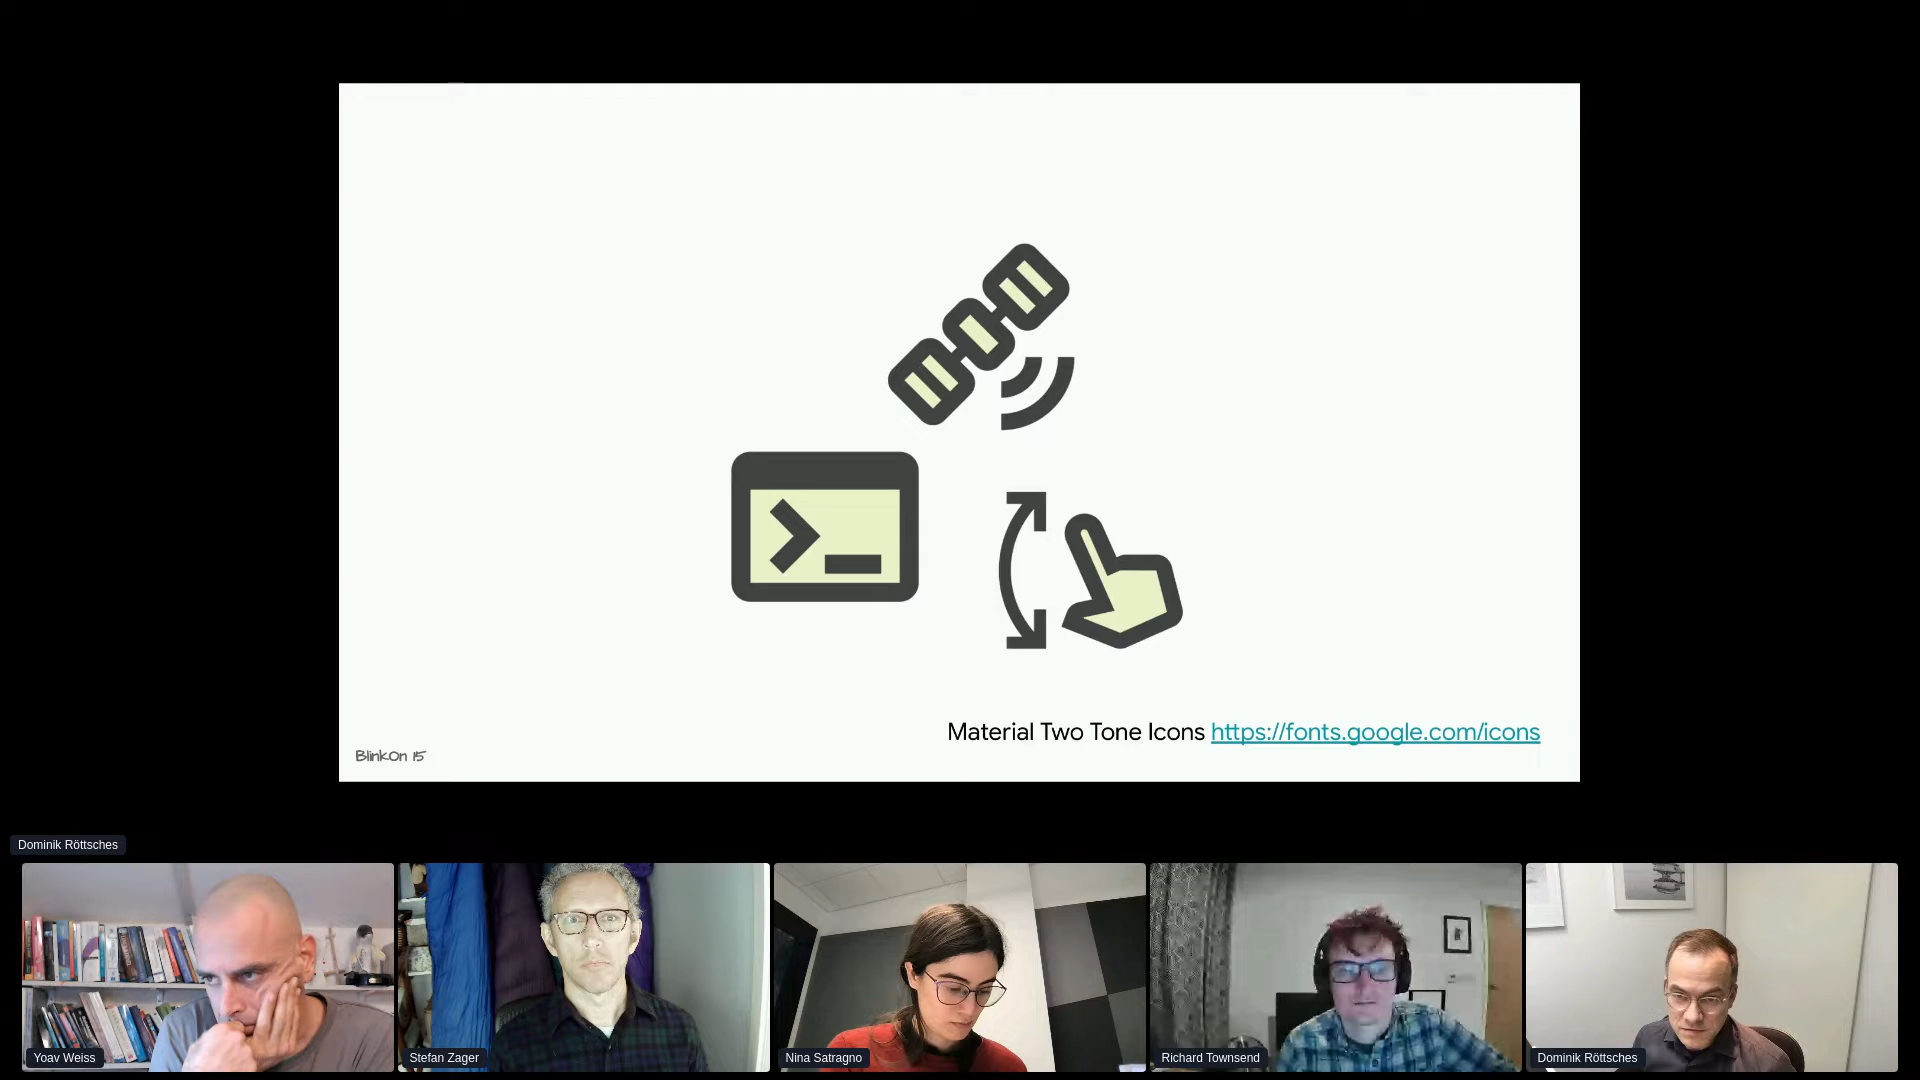 Material Two Tone Icons https://fonts.google.com/icons
BlinkOn 15
Dominik Röttsches
Yoav Weiss
Stefan Zager
Nina Satragno
Richard Townsend
Dominik Röttsches